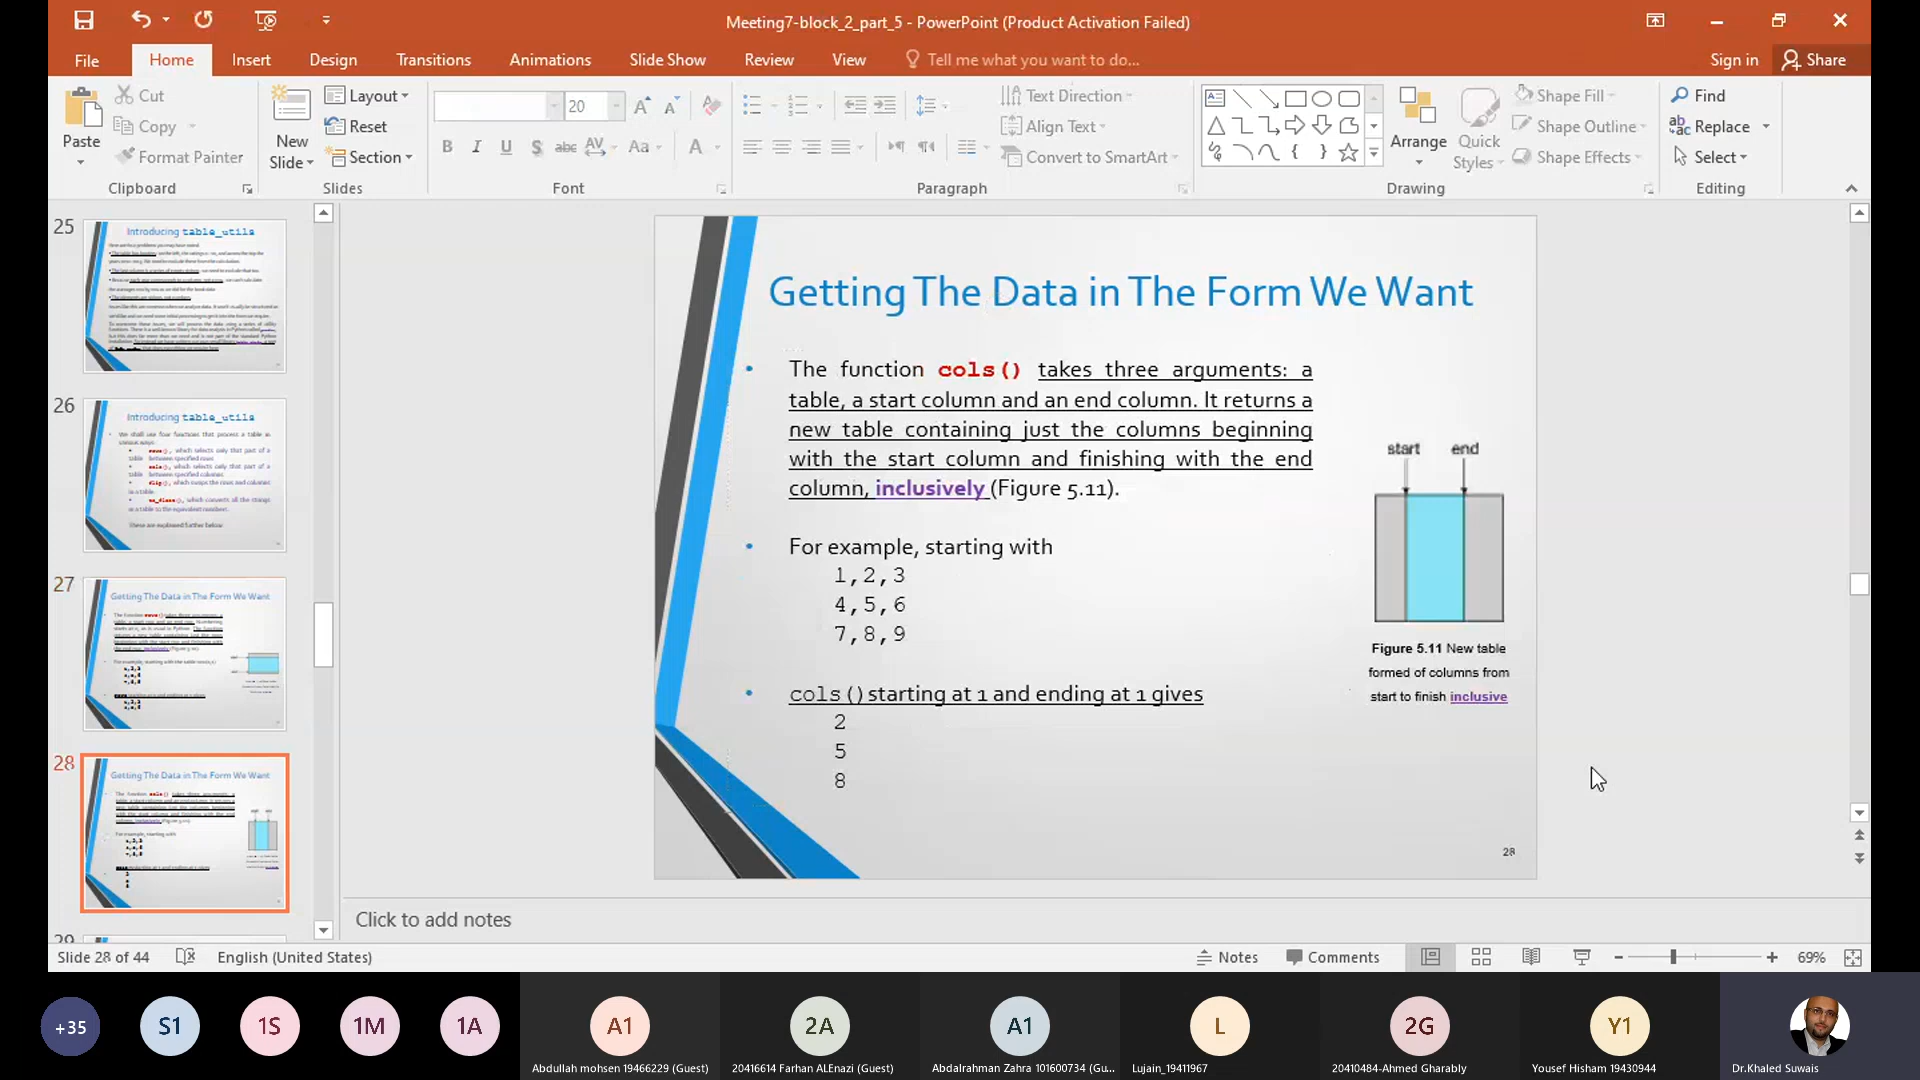 Meeting7-block_2_part_5 - PowerPoint (Product Activation Failed)
File Home Insert Design Transitions Animations Slide Show Review View Tell me what you want to do... Sign in Share
Cut
Copy
Format Painter
Paste
Clipboard
New
Slide
Layout
Reset
Section
Slides
20
B I U S abc AV Aa A
Font
Text Direction
Align Text
Convert to SmartArt
Paragraph
Arrange
Quick
Styles
Shape Fill
Shape Outline
Shape Effects
Drawing
Find
Replace
Select
Editing
25
Introducing table_utils
26
Introducing table_utils
27
Getting The Data in The Form We Want
28
Getting The Data in The Form We Want
Getting The Data in The Form We Want
• The function cols() takes three arguments: a
table, a start column and an end column. It returns a
new table containing just the columns beginning
with the start column and finishing with the end
column, inclusively (Figure 5.11).
• For example, starting with
1,2,3
4,5,6
7,8,9
• cols() starting at 1 and ending at 1 gives
2
5
8
start end
Figure 5.11 New table
formed of columns from
start to finish inclusive
28
Click to add notes
Slide 28 of 44 English (United States) Notes Comments 69%
+35 S1 1S 1M 1A A1 2A A1 L 2G Y1
Abdullah mohsen 19466229 (Guest) 20416614 Farhan ALEnazi (Guest) Abdalrahman Zahra 101600734 (Gu... Lujain_19411967 20410484-Ahmed Gharably Yousef Hisham 19430944 Dr.Khaled Suwais